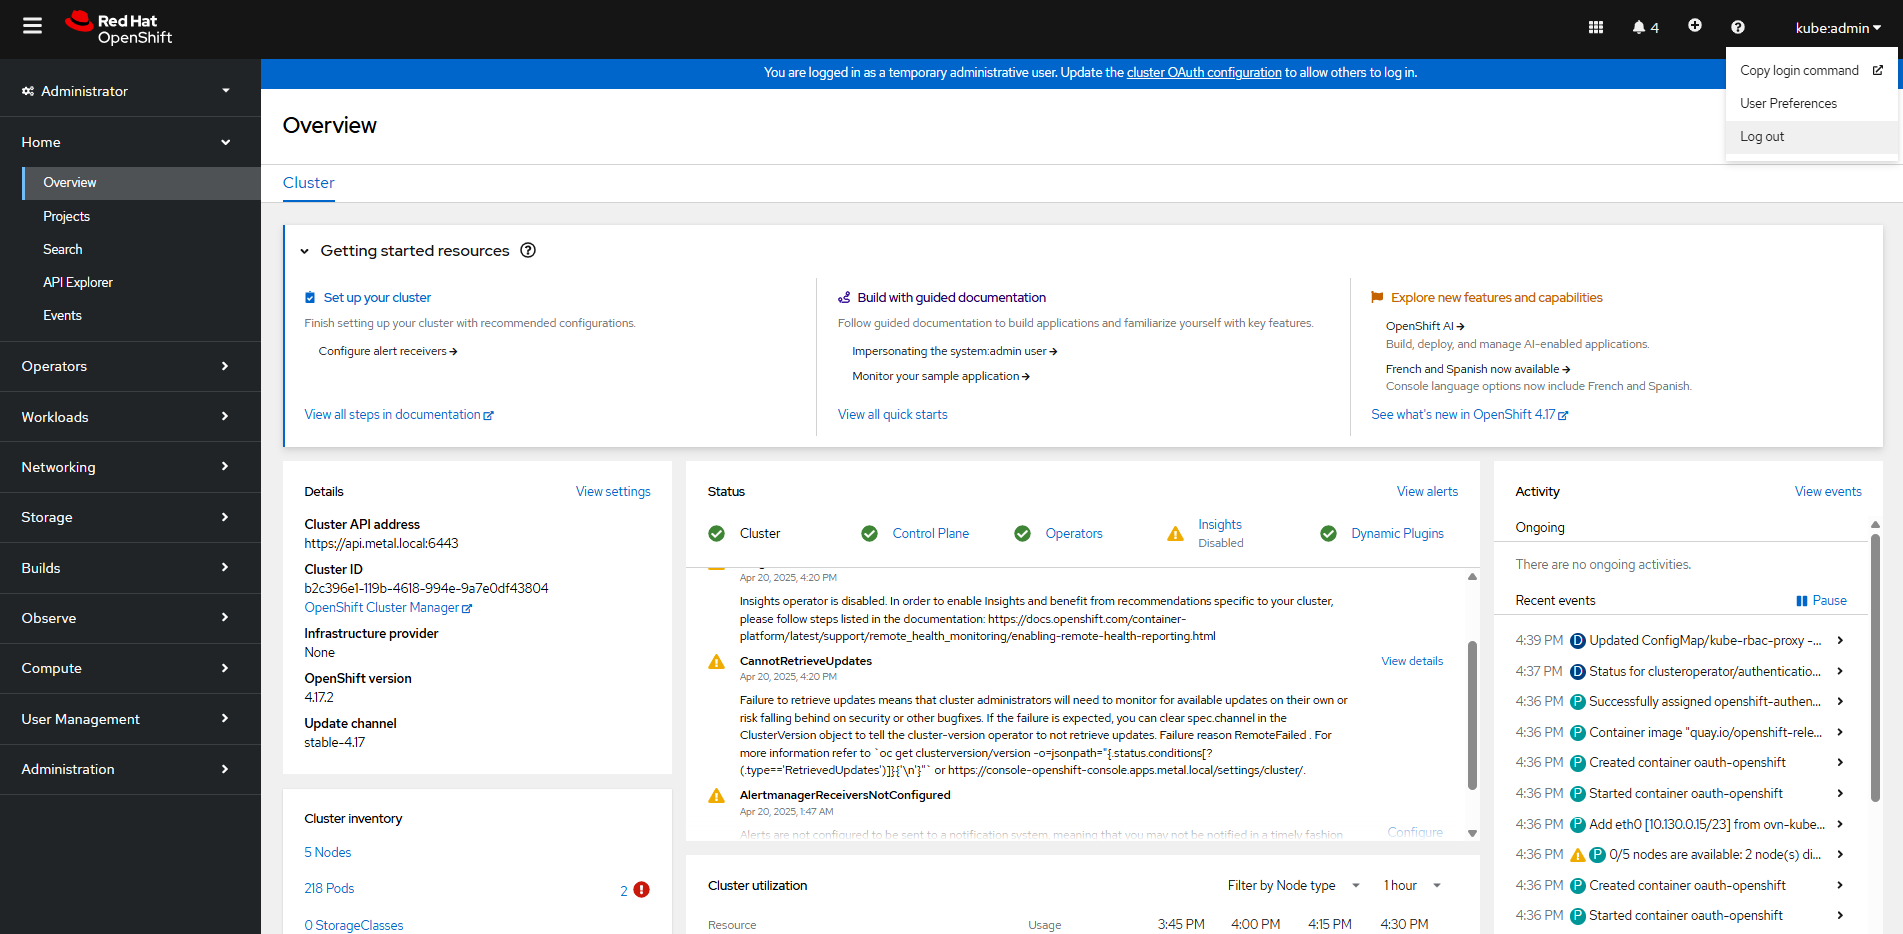 Red Hat
OpenShift
4
kube:admin
Copy login command
User Preferences
Log out
You are logged in as a temporary administrative user. Update the cluster OAuth configuration to allow others to log in.
Administrator
Home
Overview
Projects
Search
API Explorer
Events
Operators
Workloads
Networking
Storage
Builds
Observe
Compute
User Management
Administration
Overview
Cluster
Getting started resources
Set up your cluster
Finish setting up your cluster with recommended configurations.
Configure alert receivers
View all steps in documentation
Build with guided documentation
Follow guided documentation to build applications and familiarize yourself with key features.
Impersonating the system:admin user
Monitor your sample application
View all quick starts
Explore new features and capabilities
OpenShift AI
Build, deploy, and manage AI-enabled applications.
French and Spanish now available
Console language options now include French and Spanish.
See what's new in OpenShift 4.17
Details
View settings
Cluster API address
https://api.metal.local:6443
Cluster ID
b2c396e1-119b-4618-994e-9a7e0df43804
OpenShift Cluster Manager
Infrastructure provider
None
OpenShift version
4.17.2
Update channel
stable-4.17
Cluster inventory
5 Nodes
218 Pods
2
0 StorageClasses
Status
View alerts
Cluster
Control Plane
Operators
Insights
Disabled
Dynamic Plugins
Apr 20, 2025, 4:20 PM
Insights operator is disabled. In order to enable Insights and benefit from recommendations specific to your cluster,
please follow steps listed in the documentation: https://docs.openshift.com/container-
platform/latest/support/remote_health_monitoring/enabling-remote-health-reporting.html
CannotRetrieveUpdates
View details
Apr 20, 2025, 4:20 PM
Failure to retrieve updates means that cluster administrators will need to monitor for available updates on their own or
risk falling behind on security or other bugfixes. If the failure is expected, you can clear spec.channel in the
ClusterVersion object to tell the cluster-version operator to not retrieve updates. Failure reason RemoteFailed . For
more information refer to `oc get clusterversion/version -o=jsonpath="{.status.conditions[?
(.type=='RetrievedUpdates')]}{'\n'}"` or https://console-openshift-console.apps.metal.local/settings/cluster/.
AlertmanagerReceiversNotConfigured
Apr 20, 2025, 1:47 AM
Alerts are not configured to be sent to a notification system, meaning that you may not be notified in a timely fashion
Configure
Cluster utilization
Filter by Node type
1 hour
Resource
Usage
3:45 PM
4:00 PM
4:15 PM
4:30 PM
Activity
View events
Ongoing
There are no ongoing activities.
Recent events
Pause
4:39 PM D Updated ConfigMap/kube-rbac-proxy -...
4:37 PM D Status for clusteroperator/authenticatio...
4:36 PM P Successfully assigned openshift-authen...
4:36 PM P Container image "quay.io/openshift-rele...
4:36 PM P Created container oauth-openshift
4:36 PM P Started container oauth-openshift
4:36 PM P Add eth0 [10.130.0.15/23] from ovn-kube...
4:36 PM P 0/5 nodes are available: 2 node(s) di...
4:36 PM P Created container oauth-openshift
4:36 PM P Started container oauth-openshift